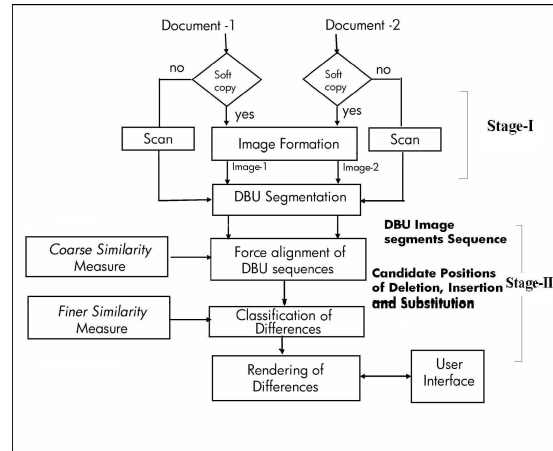 Document -1
Document -2
no
Soft
copy
Soft
copy
no
yes
yes
Stage-I
Scan
Image Formation
Scan
Image-1
Image-2
DBU Segmentation
DBU Image
segments Sequence
Coarse Similarity
Measure
Force alignment of
DBU sequences
Candidate Positions
of Deletion, Insertion
and Substitution
Stage-II
Finer Similarity
Measure
Classification of
Differences
Rendering of
Differences
User
Interface